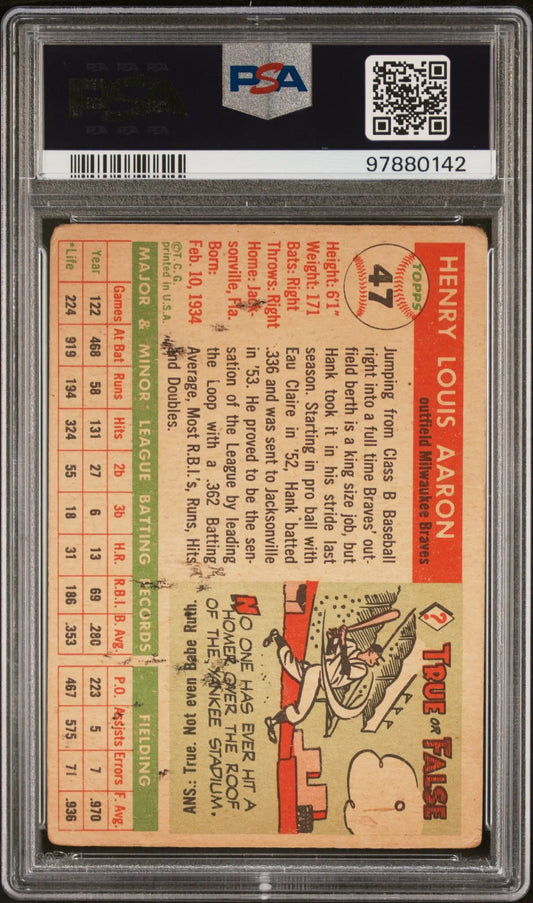 PSA
PSA
97880142
TOPPS
47
HENRY LOUIS AARON
outfield Milwaukee Braves
Height: 6'1"
Weight: 171
Bats: Right
Throws: Right
Home: Jack-
sonville, Fla.
Born:
Feb. 10, 1934
©T.C.G.
printed in U.S.A.
Jumping from Class B Baseball
right into a full time Braves' out-
field berth is a king size job, but
Hank took it in his stride last
season. Starting in pro ball with
Eau Claire in '52, Hank batted
.336 and was sent to Jacksonville
in '53. He proved to be the sen-
sation of the League by leading
the Loop with a .362 Batting
Average, Most R.B.I.'s, Runs, Hits
and Doubles.
?
TRUE OR FALSE
NO ONE HAS EVER HIT A
HOMER OVER THE ROOF
OF THE YANKEE STADIUM.
ANS: True. Not even Babe Ruth.
MAJOR & MINOR LEAGUE BATTING RECORDS FIELDING
Games At Bat Runs Hits 2b 3b H.R. R.B.I. B. Avg. P.O. Assists Errors F. Avg.
Year 122 468 58 131 27 6 13 69 .280 223 5 7 .970
*Life 224 919 194 324 55 18 31 186 .353 467 575 71 .936